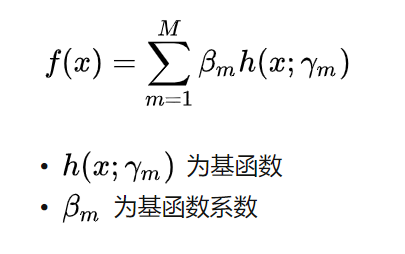 f(x) = \sum_{m=1}^{M} \beta_m h(x; \gamma_m)
• h(x; \gamma_m) 为基函数
• \beta_m 为基函数系数